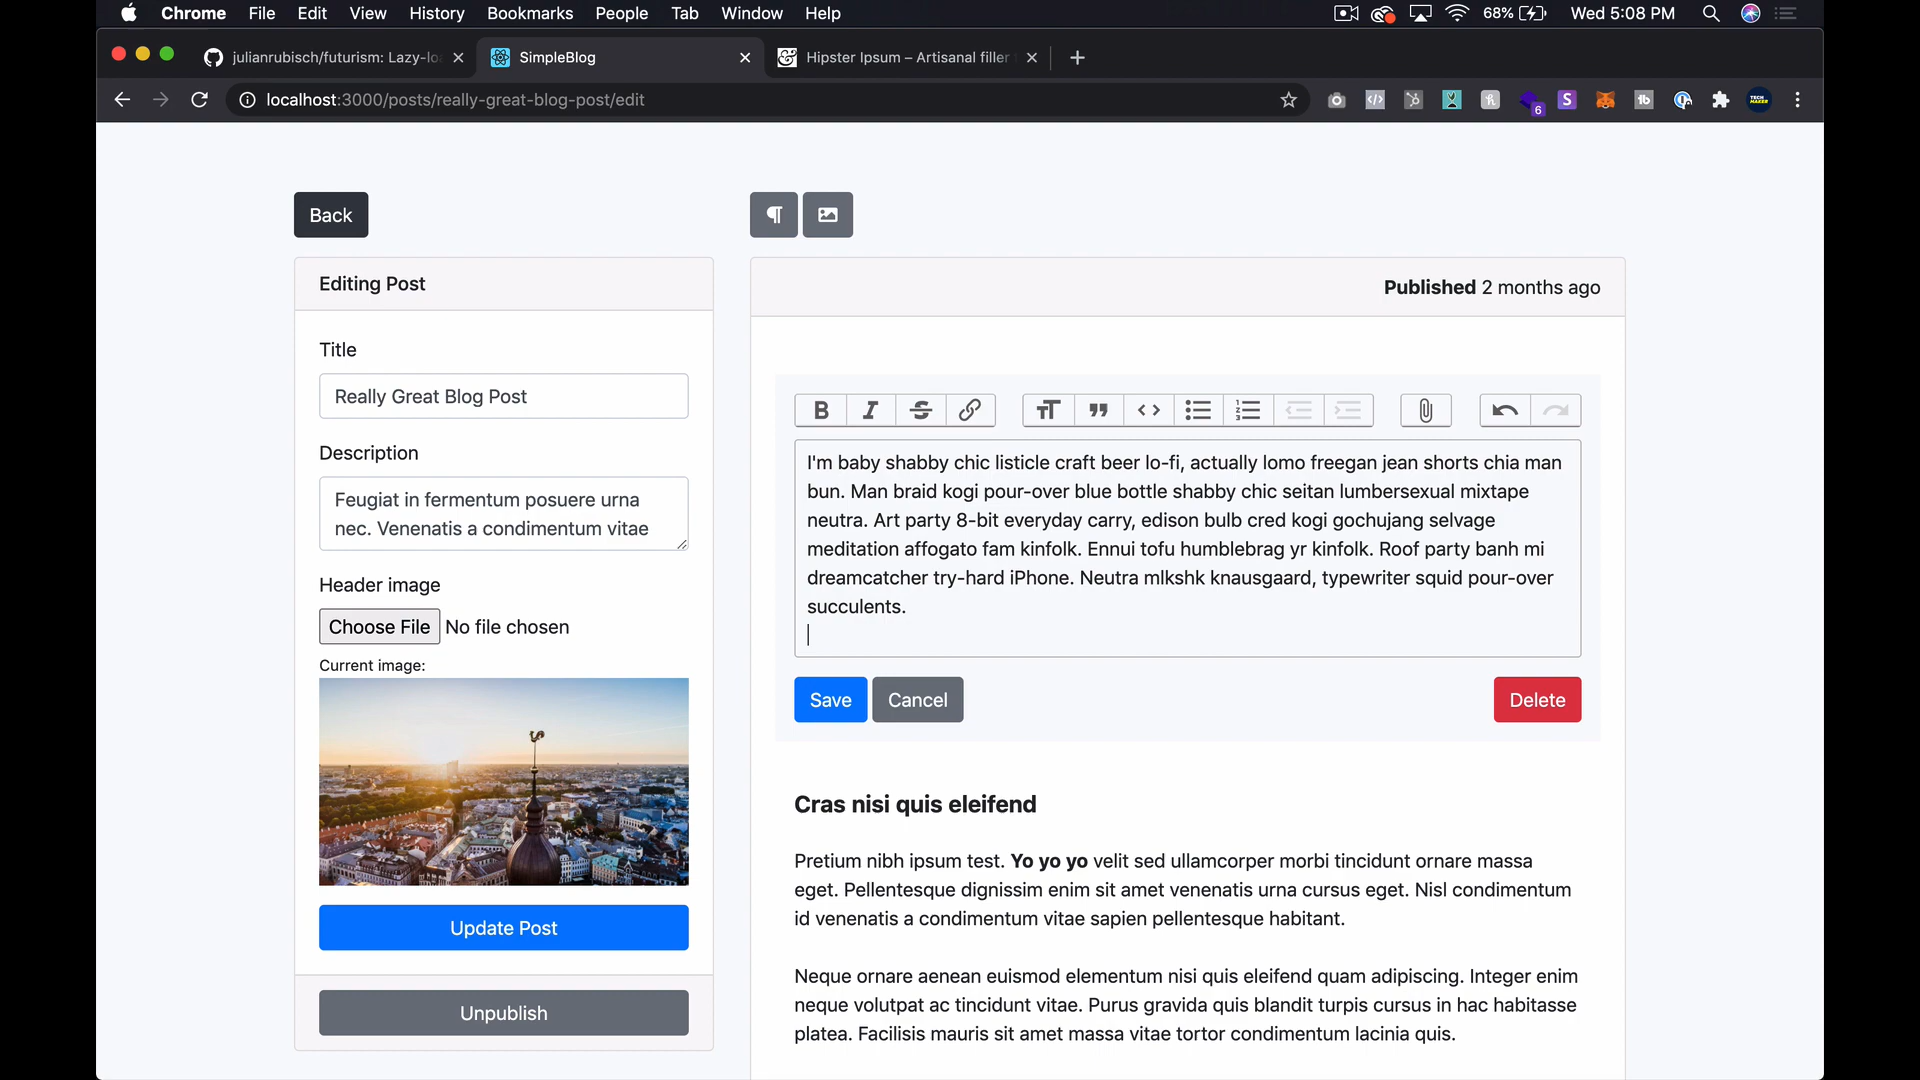 Chrome File Edit View History Bookmarks People Tab Window Help 68% Wed 5:08 PM
julianrubisch/futurism: Lazy-lo SimpleBlog Hipster Ipsum – Artisanal filler
localhost:3000/posts/really-great-blog-post/edit
6 S tb TECH MAKER
Back
Editing Post
Published 2 months ago
Title
Really Great Blog Post
Description
Feugiat in fermentum posuere urna
nec. Venenatis a condimentum vitae
Header image
Choose File No file chosen
Current image:
Update Post
Unpublish
I'm baby shabby chic listicle craft beer lo-fi, actually lomo freegan jean shorts chia man
bun. Man braid kogi pour-over blue bottle shabby chic seitan lumbersexual mixtape
neutra. Art party 8-bit everyday carry, edison bulb cred kogi gochujang selvage
meditation affogato fam kinfolk. Ennui tofu humblebrag yr kinfolk. Roof party banh mi
dreamcatcher try-hard iPhone. Neutra mlkshk knausgaard, typewriter squid pour-over
succulents.
Save Cancel Delete
Cras nisi quis eleifend
Pretium nibh ipsum test. Yo yo yo velit sed ullamcorper morbi tincidunt ornare massa
eget. Pellentesque dignissim enim sit amet venenatis urna cursus eget. Nisl condimentum
id venenatis a condimentum vitae sapien pellentesque habitant.
Neque ornare aenean euismod elementum nisi quis eleifend quam adipiscing. Integer enim
neque volutpat ac tincidunt vitae. Purus gravida quis blandit turpis cursus in hac habitasse
platea. Facilisis mauris sit amet massa vitae tortor condimentum lacinia quis.